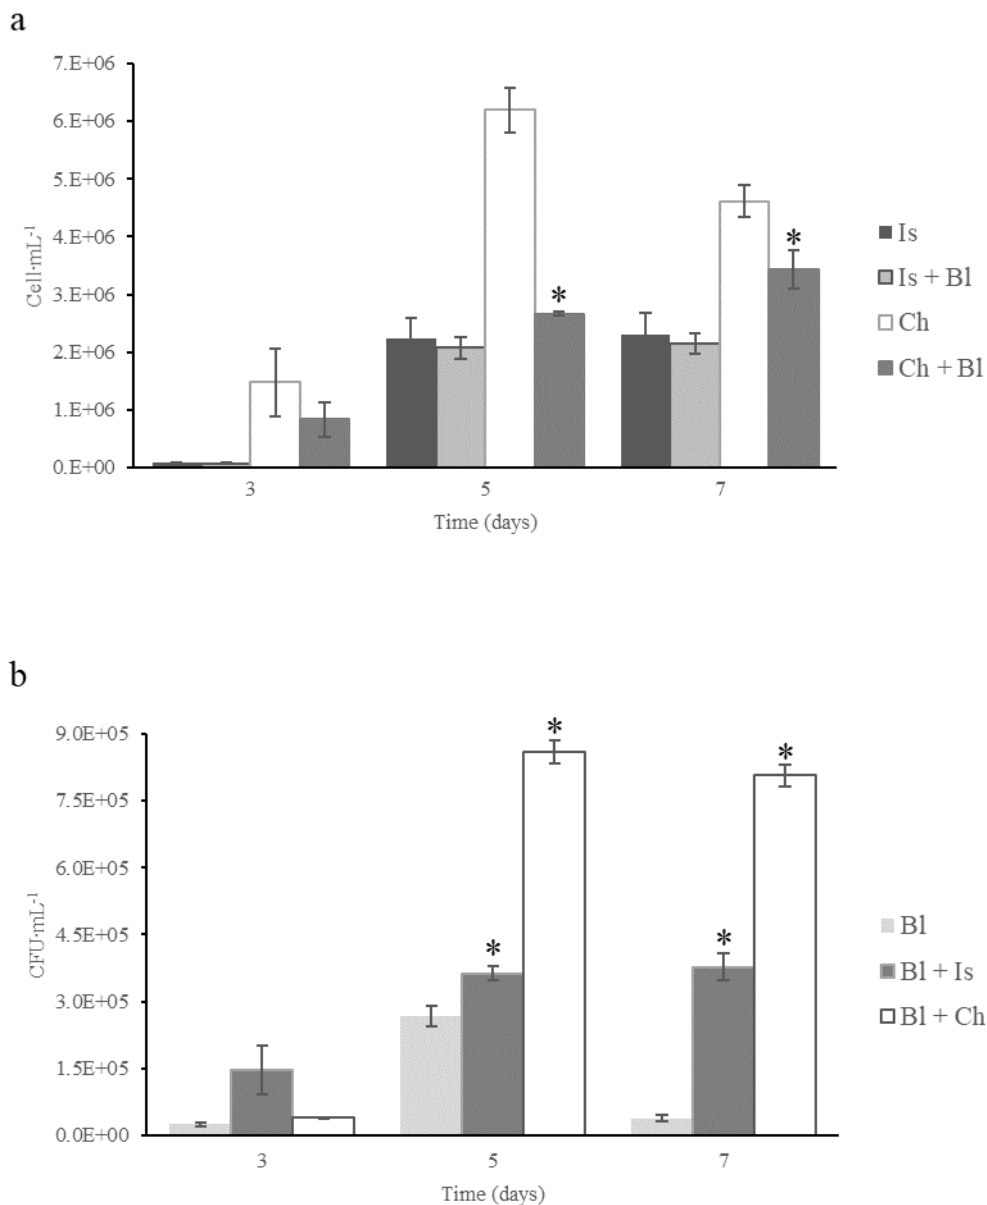 a
7.E+06
6.E+06
5.E+06
4.E+06
3.E+06
2.E+06
1.E+06
0.E+00
Cell·mL-1
3 5 7
Time (days)
* *
Is
Is + Bl
Ch
Ch + Bl
b
9.0E+05
7.5E+05
6.0E+05
4.5E+05
3.0E+05
1.5E+05
0.0E+00
CFU·mL-1
3 5 7
Time (days)
* * * *
Bl
Bl + Is
Bl + Ch